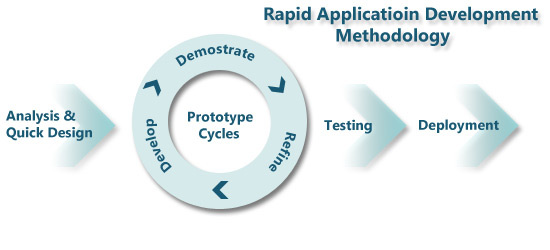 Rapid Applicatioin Development
Methodology
Analysis &
Quick Design
Demostrate
Refine
Develop
Prototype
Cycles
Testing
Deployment